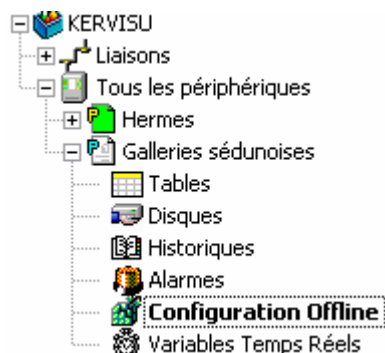 KERVISU
Liaisons
Tous les périphériques
Hermes
Galleries sédunoises
Tables
Disques
Historiques
Alarmes
Configuration Offline
Variables Temps Réels